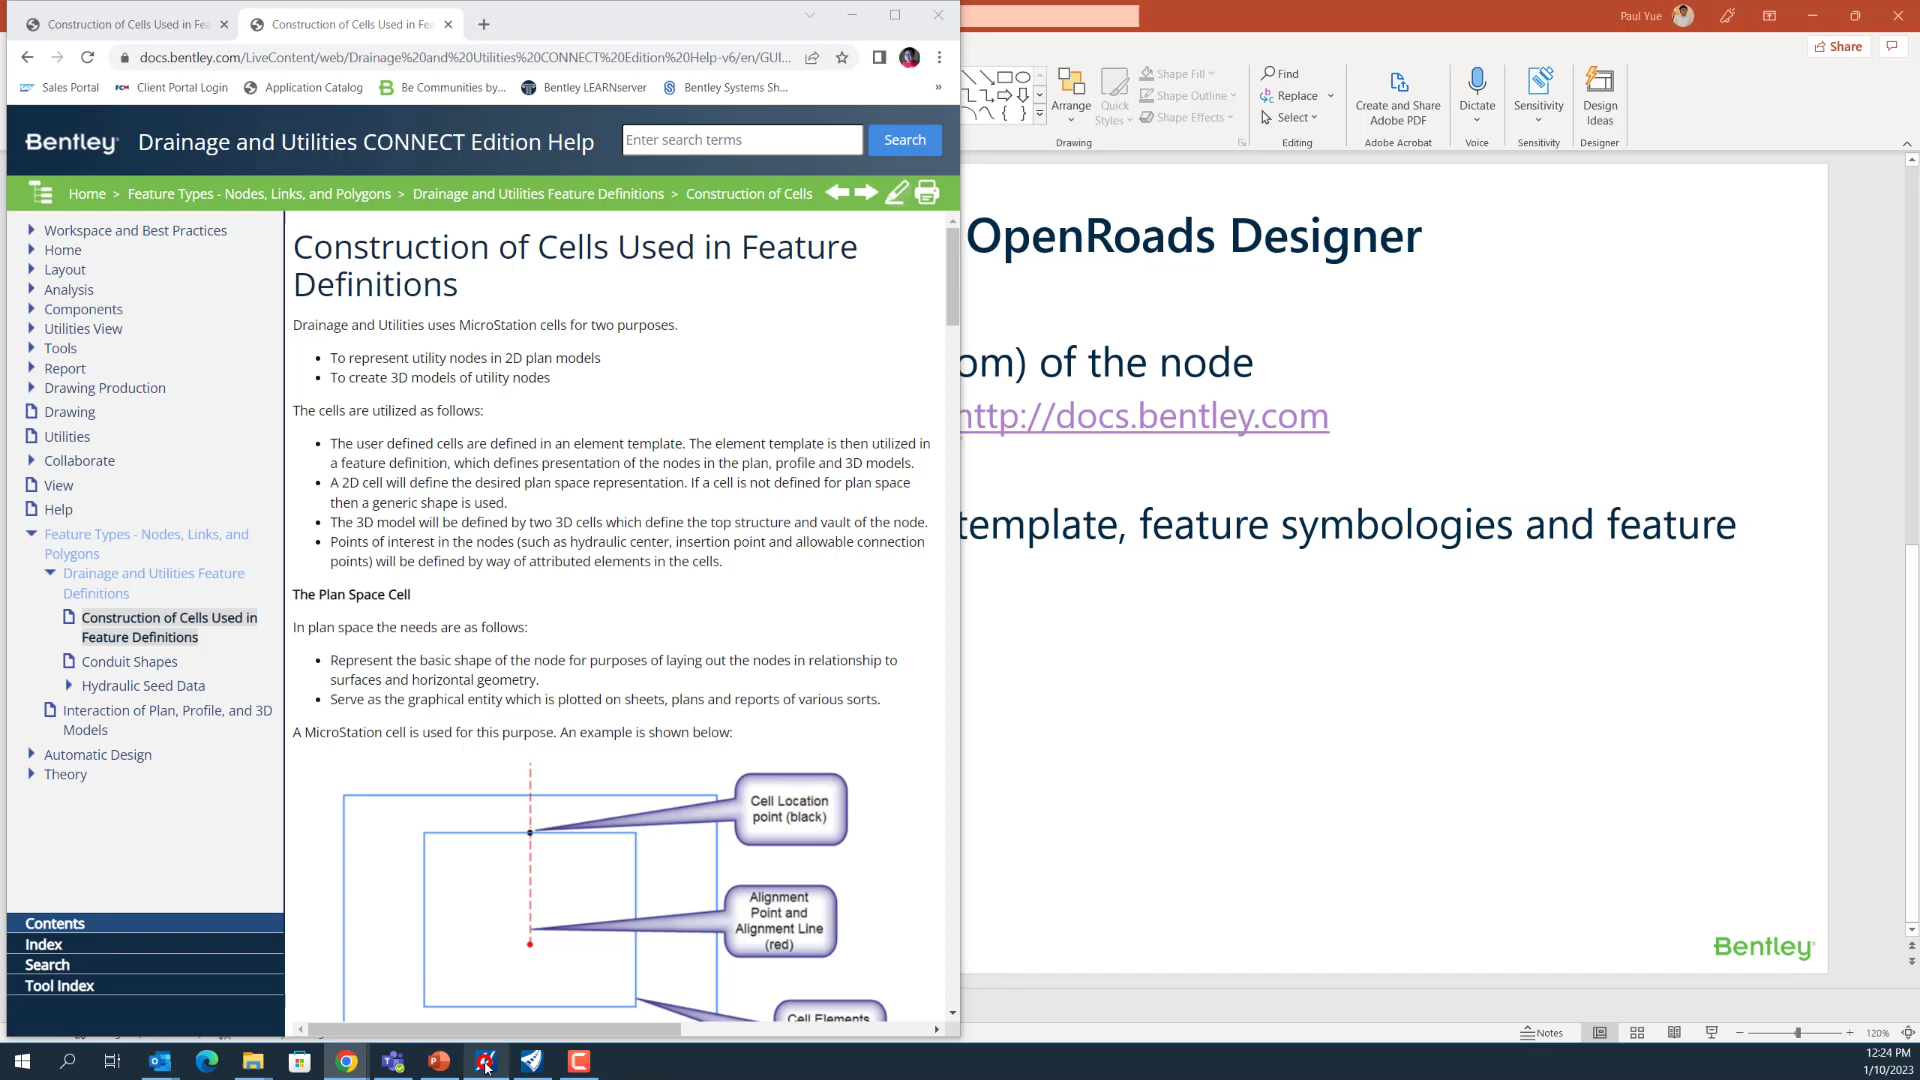 Construction of Cells Used in Fea
Construction of Cells Used in Fea
Paul Yue
docs.bentley.com/LiveContent/web/Drainage%20and%20Utilities%20CONNECT%20Edition%20Help-v6/en/GUI...
Share
Sales Portal
FCM
Client Portal Login
Application Catalog
Be Communities by...
Bentley LEARNserver
Bentley Systems Sh...
»
Arrange
Quick
Styles
Shape Fill
Shape Outline
Shape Effects
Find
Replace
Select
Create and Share
Adobe PDF
Dictate
Sensitivity
Design
Ideas
Drawing
Editing
Adobe Acrobat
Voice
Sensitivity
Designer
Bentley
Drainage and Utilities CONNECT Edition Help
Enter search terms
Search
Home > Feature Types - Nodes, Links, and Polygons > Drainage and Utilities Feature Definitions > Construction of Cells
Workspace and Best Practices
Home
Layout
Analysis
Components
Utilities View
Tools
Report
Drawing Production
Drawing
Utilities
Collaborate
View
Help
Feature Types - Nodes, Links, and
Polygons
Drainage and Utilities Feature
Definitions
Construction of Cells Used in
Feature Definitions
Conduit Shapes
Hydraulic Seed Data
Interaction of Plan, Profile, and 3D
Models
Automatic Design
Theory
Contents
Index
Search
Tool Index
Construction of Cells Used in Feature
Definitions
Drainage and Utilities uses MicroStation cells for two purposes.
• To represent utility nodes in 2D plan models
• To create 3D models of utility nodes
The cells are utilized as follows:
• The user defined cells are defined in an element template. The element template is then utilized in
a feature definition, which defines presentation of the nodes in the plan, profile and 3D models.
• A 2D cell will define the desired plan space representation. If a cell is not defined for plan space
then a generic shape is used.
• The 3D model will be defined by two 3D cells which define the top structure and vault of the node.
• Points of interest in the nodes (such as hydraulic center, insertion point and allowable connection
points) will be defined by way of attributed elements in the cells.
The Plan Space Cell
In plan space the needs are as follows:
• Represent the basic shape of the node for purposes of laying out the nodes in relationship to
surfaces and horizontal geometry.
• Serve as the graphical entity which is plotted on sheets, plans and reports of various sorts.
A MicroStation cell is used for this purpose. An example is shown below:
Cell Location
point (black)
Alignment
Point and
Alignment Line
(red)
Cell Elements
OpenRoads Designer
om) of the node
http://docs.bentley.com
template, feature symbologies and feature
Bentley
Notes
120%
12:24 PM
1/10/2023